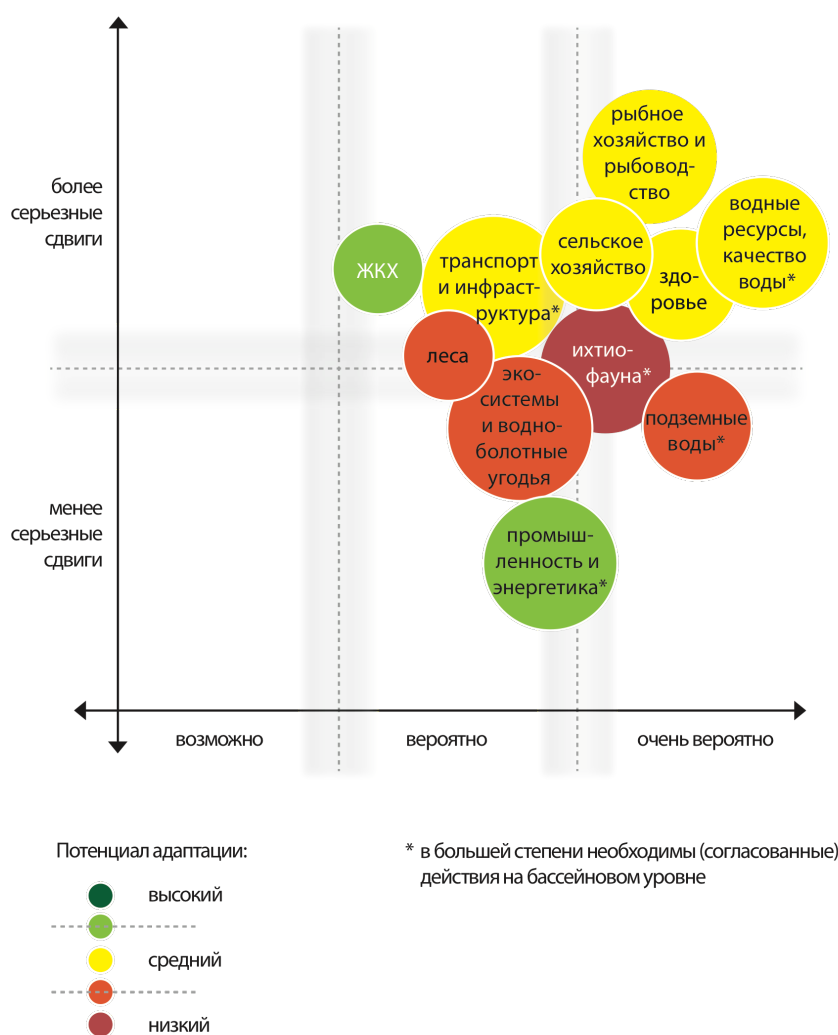 рыбное
хозяйство и
рыбовод-
ство
более
серьезные
сдвиги
водные
ресурсы,
качество
воды*
сельское
хозяйство
ЖКХ
транспорт
и инфраст-
руктура*
здо-
ровье
леса
ихтио-
фауна*
эко-
системы
и водно-
болотные
угодья
подземные
воды*
менее
серьезные
сдвиги
промыш-
ленность и
энергетика*
возможно
вероятно
очень вероятно
Потенциал адаптации:
высокий
средний
низкий
* в большей степени необходимы (согласованные)
действия на бассейновом уровне